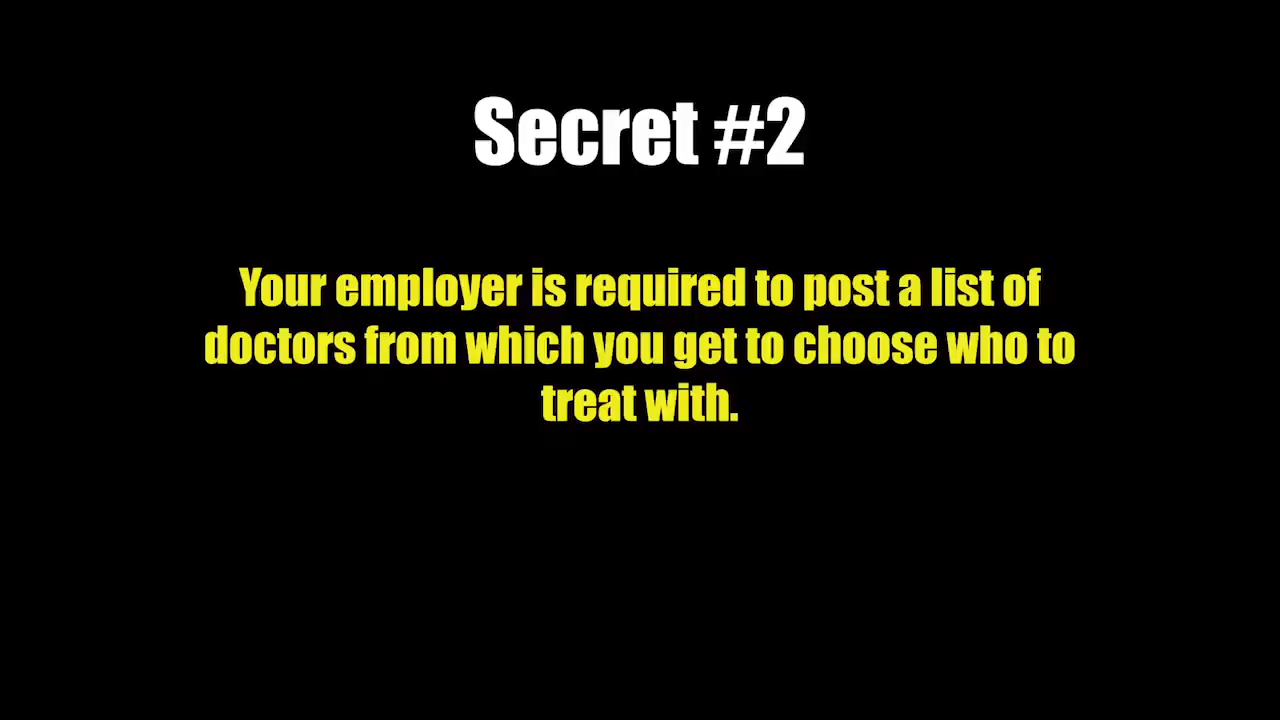 Secret #2
Your employer is required to post a list of
doctors from which you get to choose who to
treat with.